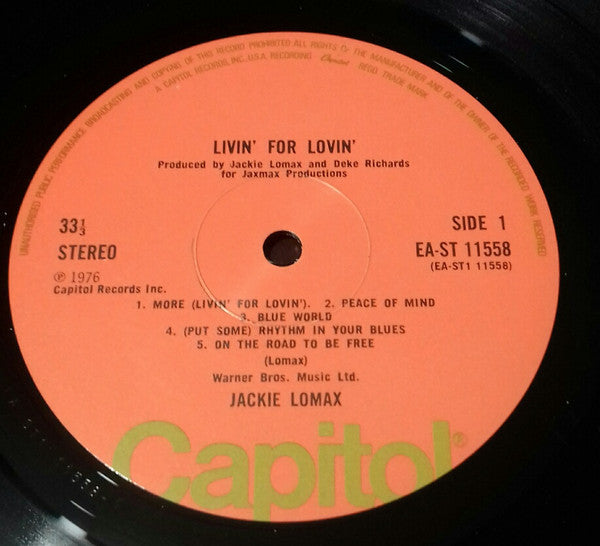 UNAUTHORISED PUBLIC PERFORMANCE BROADCASTING AND COPYING OF THIS RECORD PROHIBITED ALL RIGHTS OF THE MANUFACTURER AND OF THE OWNER OF THE RECORDED WORK RESERVED
A CAPITOL RECORDS, INC. U.S.A. RECORDING Capitol REGD. TRADE MARK
LIVIN' FOR LOVIN'
Produced by Jackie Lomax and Deke Richards
for Jaxmax Productions
33⅓ SIDE 1
STEREO EA-ST 11558
(EA-ST1 11558)
℗ 1976
Capitol Records Inc.
1. MORE (LIVIN' FOR LOVIN'). 2. PEACE OF MIND
3. BLUE WORLD
4. (PUT SOME) RHYTHM IN YOUR BLUES
5. ON THE ROAD TO BE FREE
(Lomax)
Warner Bros. Music Ltd.
JACKIE LOMAX
Capitol®